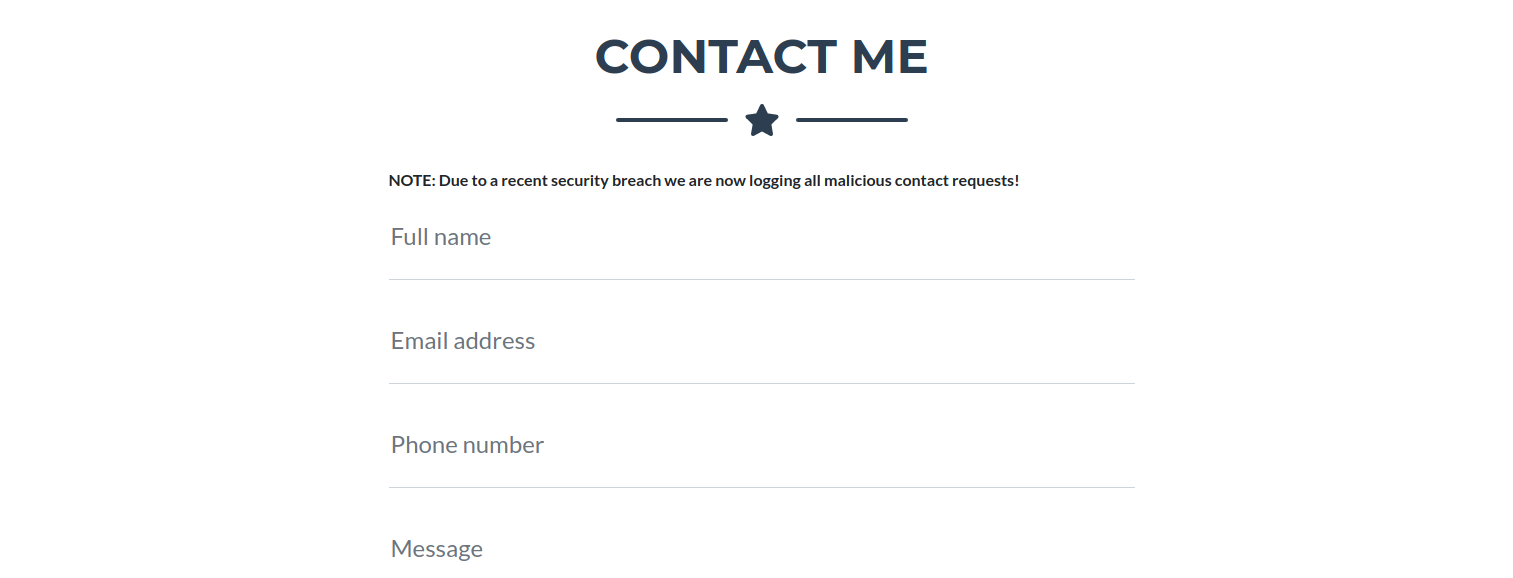 CONTACT ME
NOTE: Due to a recent security breach we are now logging all malicious contact requests!
Full name
Email address
Phone number
Message